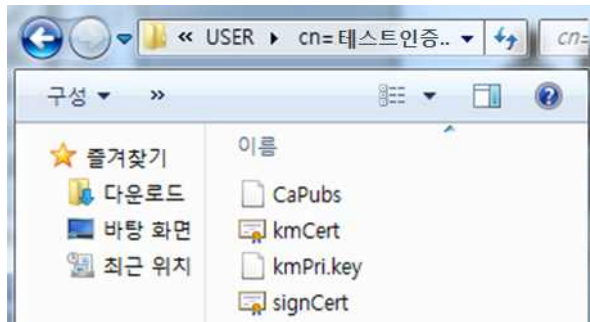 « USER ▸ cn=테스트인증.. cn=
구성 »
이름
즐겨찾기
다운로드
바탕 화면
최근 위치
CaPubs
kmCert
kmPri.key
signCert